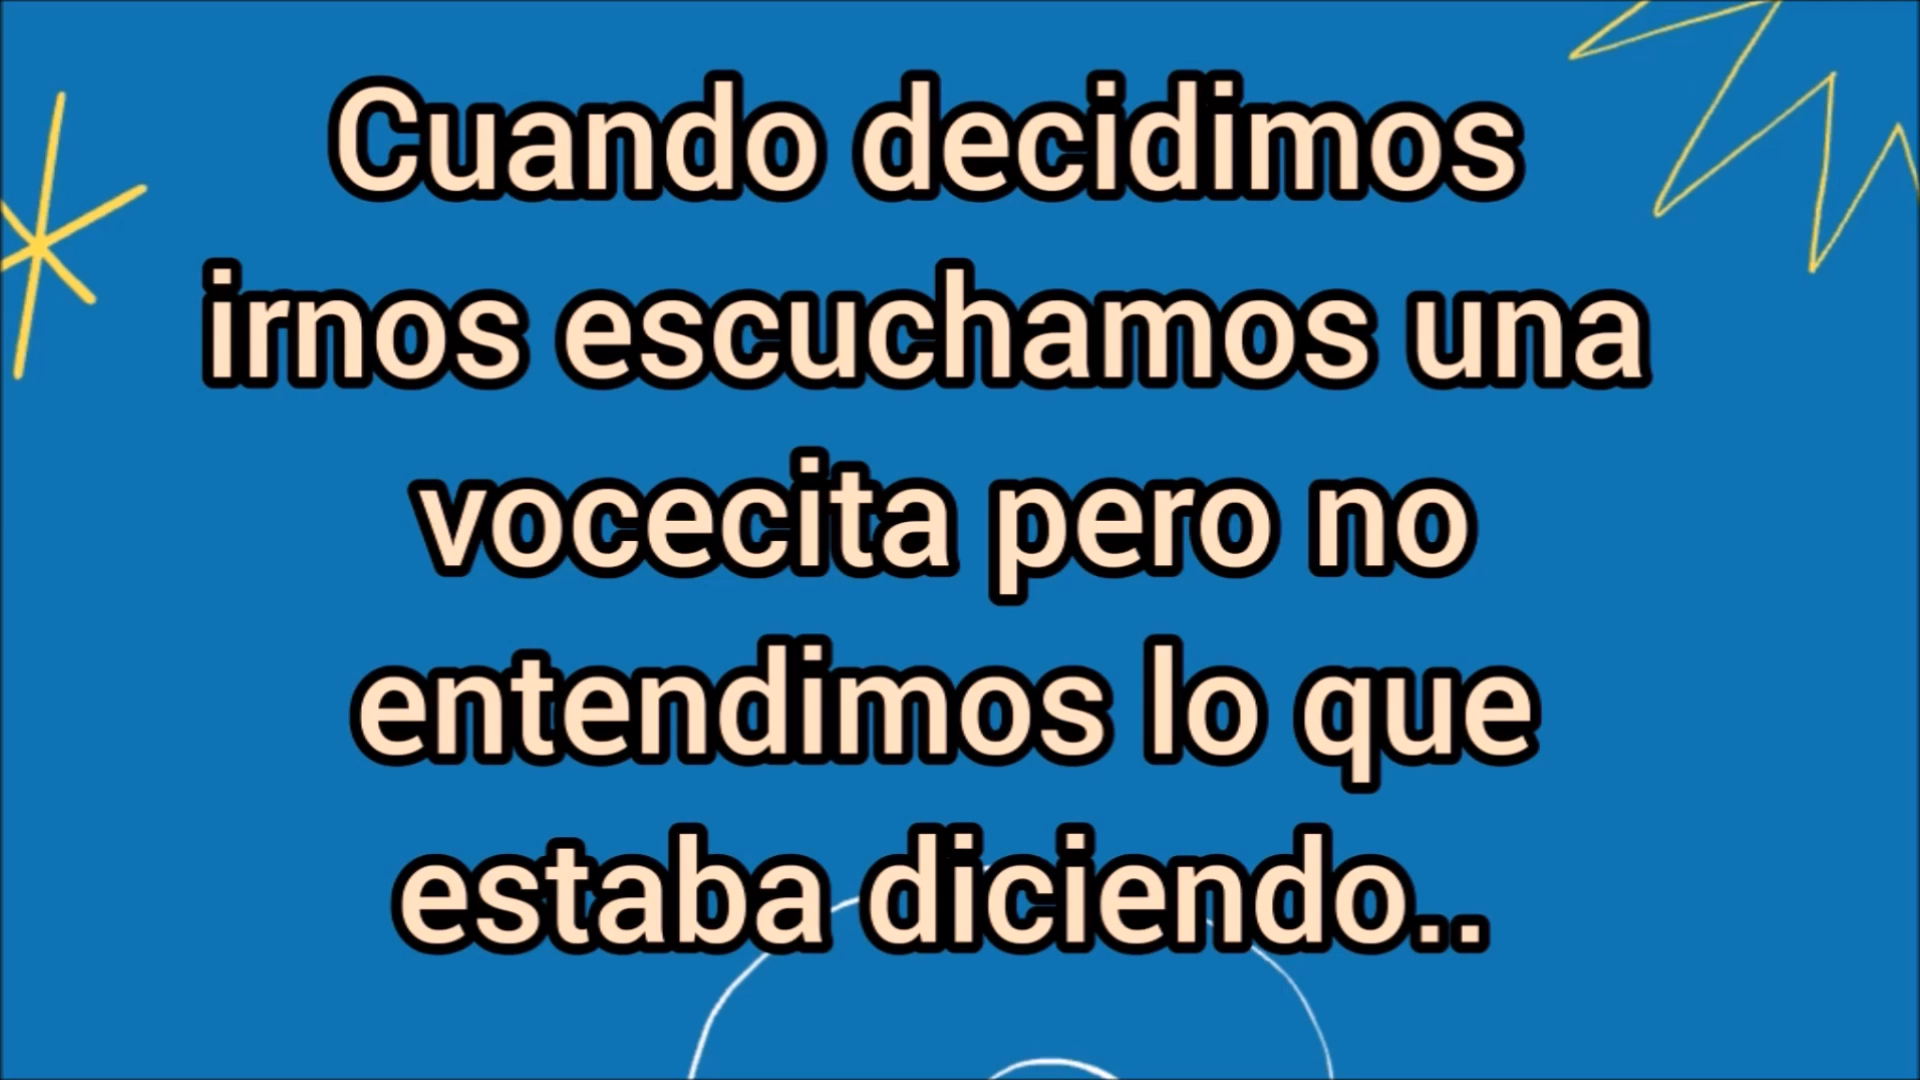 Cuando decidimos
irnos escuchamos una
vocecita pero no
entendimos lo que
estaba diciendo..